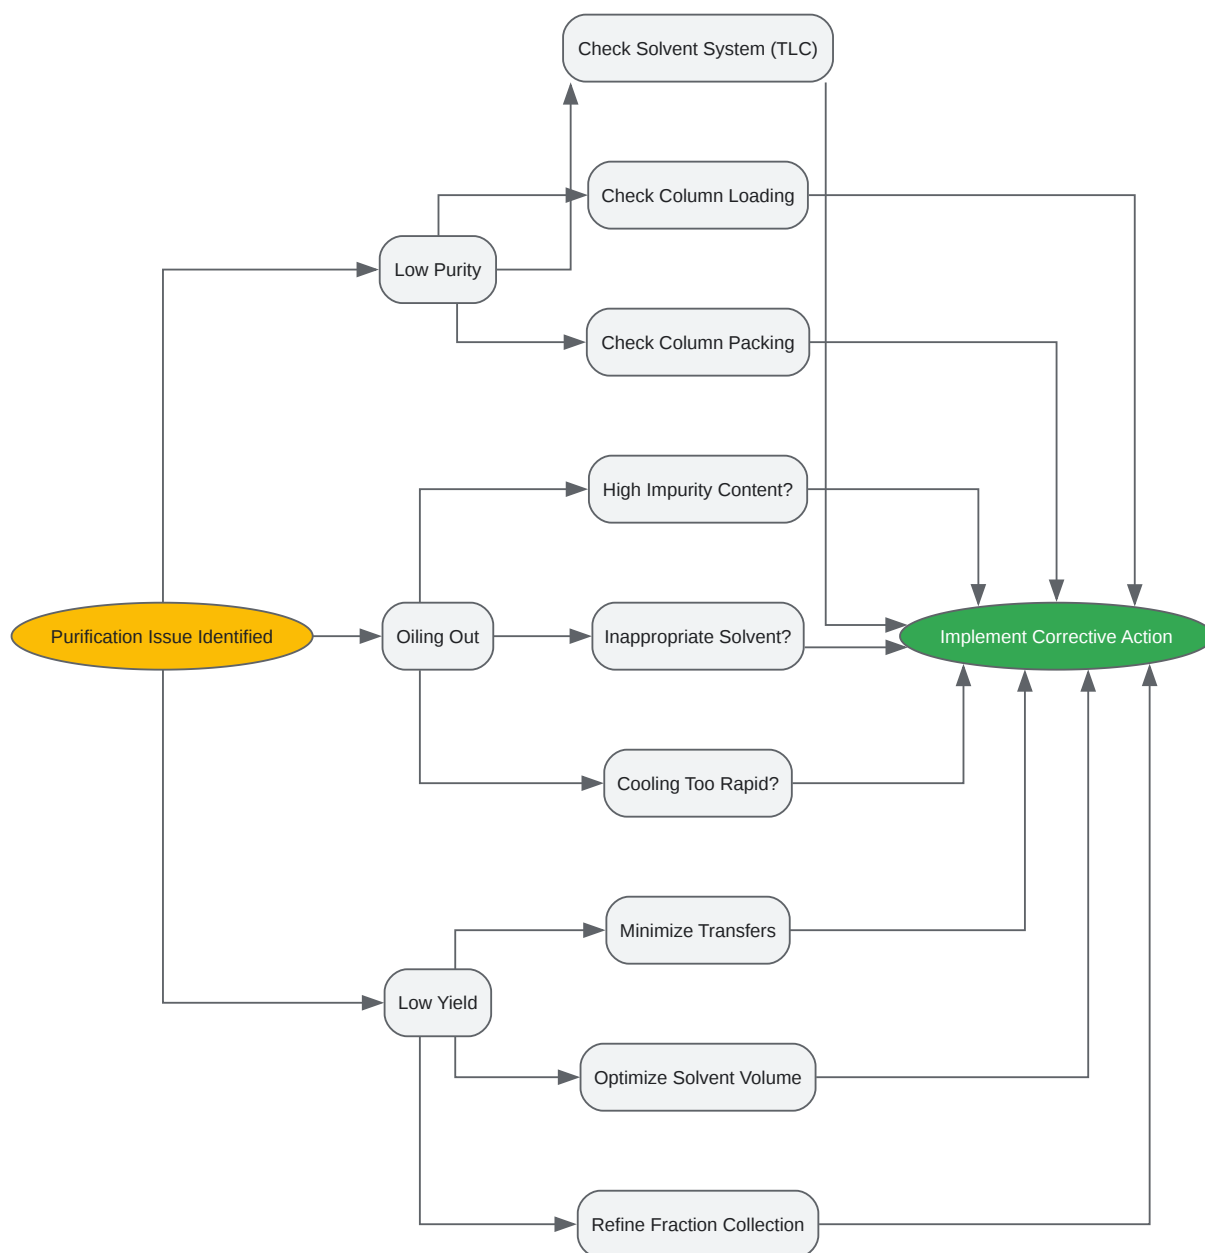 Check Solvent System (TLC)
Check Column Loading
Low Purity
Check Column Packing
High Impurity Content?
Purification Issue Identified
Oiling Out
Inappropriate Solvent?
Implement Corrective Action
Cooling Too Rapid?
Minimize Transfers
Low Yield
Optimize Solvent Volume
Refine Fraction Collection